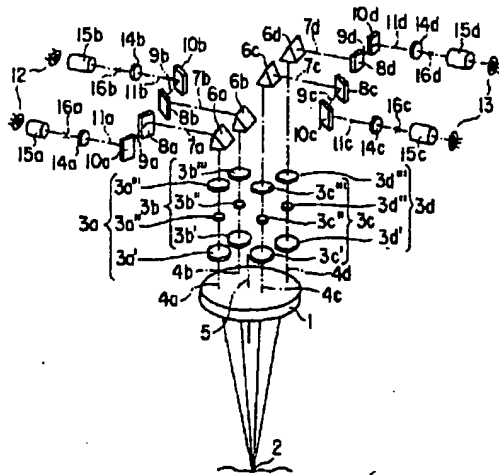 15b 14b 9b 10b 6c 6d 7d 9d 10d 11d 14d 15d
12 16b 11b 7b 6b 7c 8d 16d
8b 6a 9c 8c 13
16a 11a 7a 10c 16c
15a 14a 10a 9a 8a 11c 14c 15c
3b''' 3d'''
3a''' 3c'''
3a 3b 3b'' 3d'' 3c 3d
3a'' 3c''
3b' 3d'
3a' 3c'
4b 4d
4a 4c
5 1
2